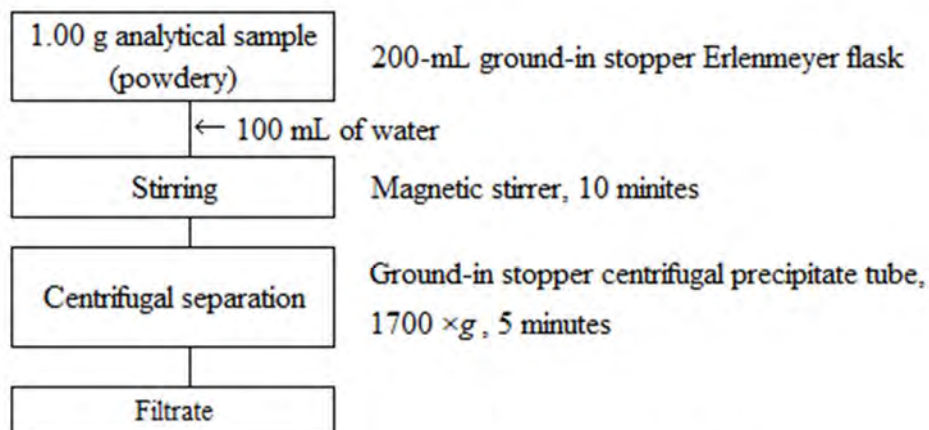 1.00 g analytical sample
(powdery)
200-mL ground-in stopper Erlenmeyer flask
← 100 mL of water
Stirring
Magnetic stirrer, 10 minites
Centrifugal separation
Ground-in stopper centrifugal precipitate tube,
1700 ×g , 5 minutes
Filtrate